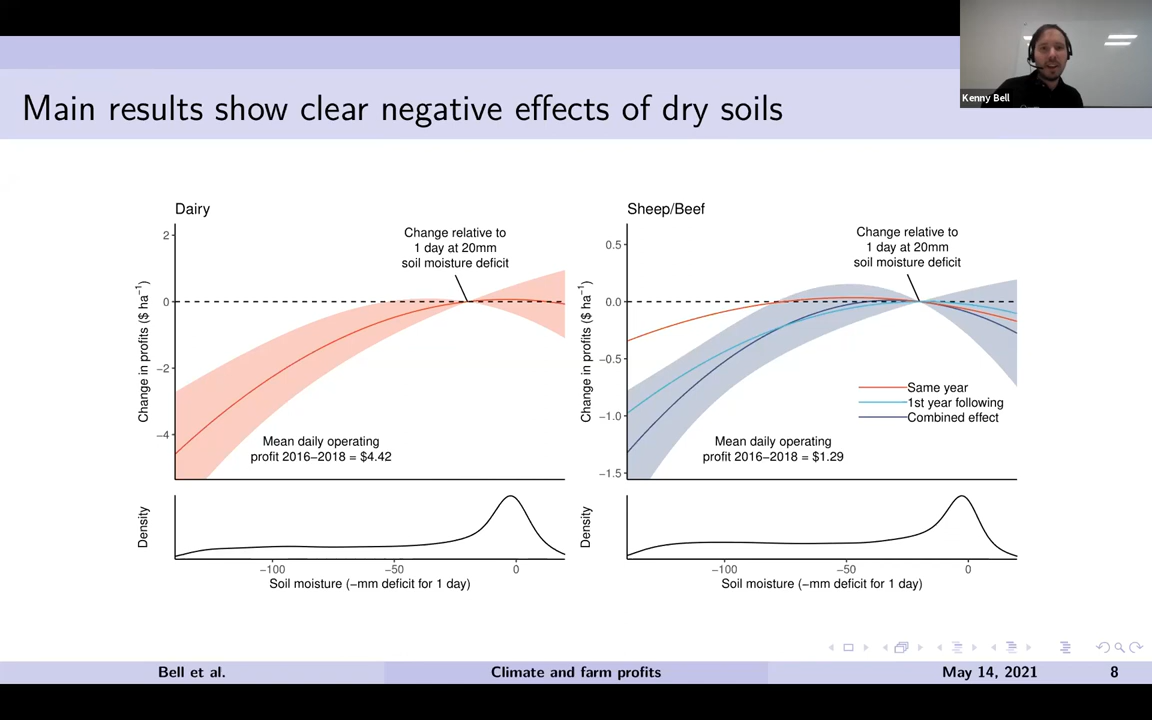 Kenny Bell
Main results show clear negative effects of dry soils
Dairy
Change relative to
1 day at 20mm
soil moisture deficit
2
0
−2
−4
Change in profits ($ ha⁻¹)
Mean daily operating
profit 2016−2018 = $4.42
Density
−100
−50
0
Soil moisture (−mm deficit for 1 day)
Sheep/Beef
Change relative to
1 day at 20mm
soil moisture deficit
0.5
0.0
−0.5
−1.0
−1.5
Change in profits ($ ha⁻¹)
Same year
1st year following
Combined effect
Mean daily operating
profit 2016−2018 = $1.29
Density
−100
−50
0
Soil moisture (−mm deficit for 1 day)
Bell et al.
Climate and farm profits
May 14, 2021
8